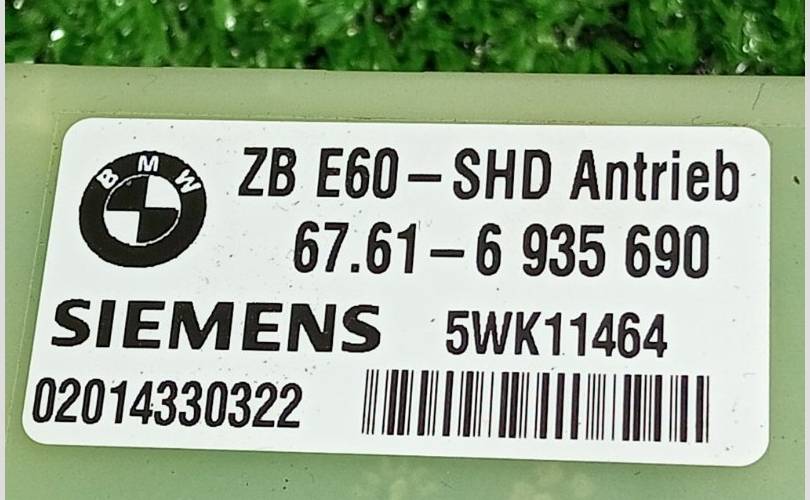 BMW
ZB E60-SHD Antrieb
67.61-6 935 690
SIEMENS 5WK11464
02014330322